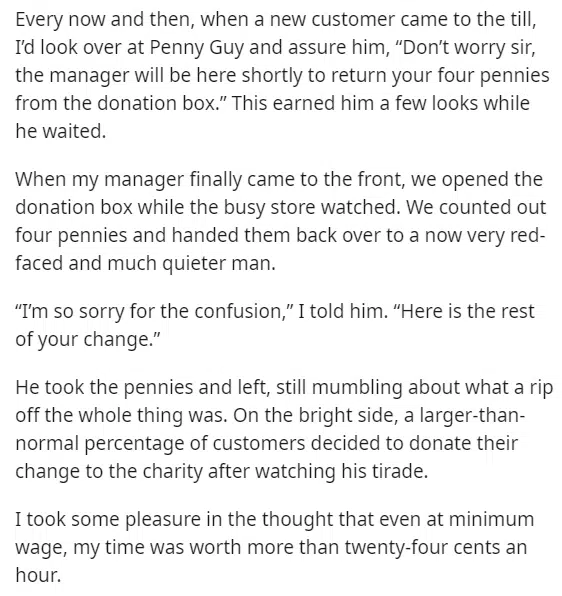 Every now and then, when a new customer came to the till,
I’d look over at Penny Guy and assure him, “Don’t worry sir,
the manager will be here shortly to return your four pennies
from the donation box.” This earned him a few looks while
he waited.
When my manager finally came to the front, we opened the
donation box while the busy store watched. We counted out
four pennies and handed them back over to a now very red-
faced and much quieter man.
“I’m so sorry for the confusion,” I told him. “Here is the rest
of your change.”
He took the pennies and left, still mumbling about what a rip
off the whole thing was. On the bright side, a larger-than-
normal percentage of customers decided to donate their
change to the charity after watching his tirade.
I took some pleasure in the thought that even at minimum
wage, my time was worth more than twenty-four cents an
hour.